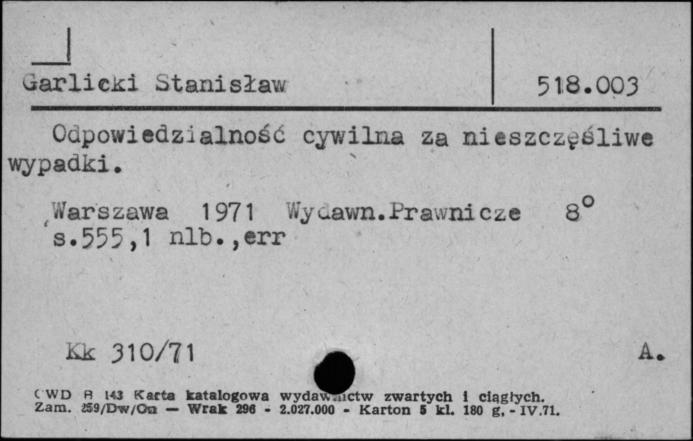 Garlicki Stanisław 518.003
Odpowiedzialność cywilna za nieszczęśliwe
wypadki.
Warszawa 1971 Wydawn.Prawnicze 8°
s.555,1 nlb.,err
Kk 310/71 A.
CWD B 143 Karta katalogowa wydawnictw zwartych i ciągłych.
Zam. 259/Dw/On — Wrak 296 - 2.027.000 - Karton 5 kl. 180 g. - IV.71.